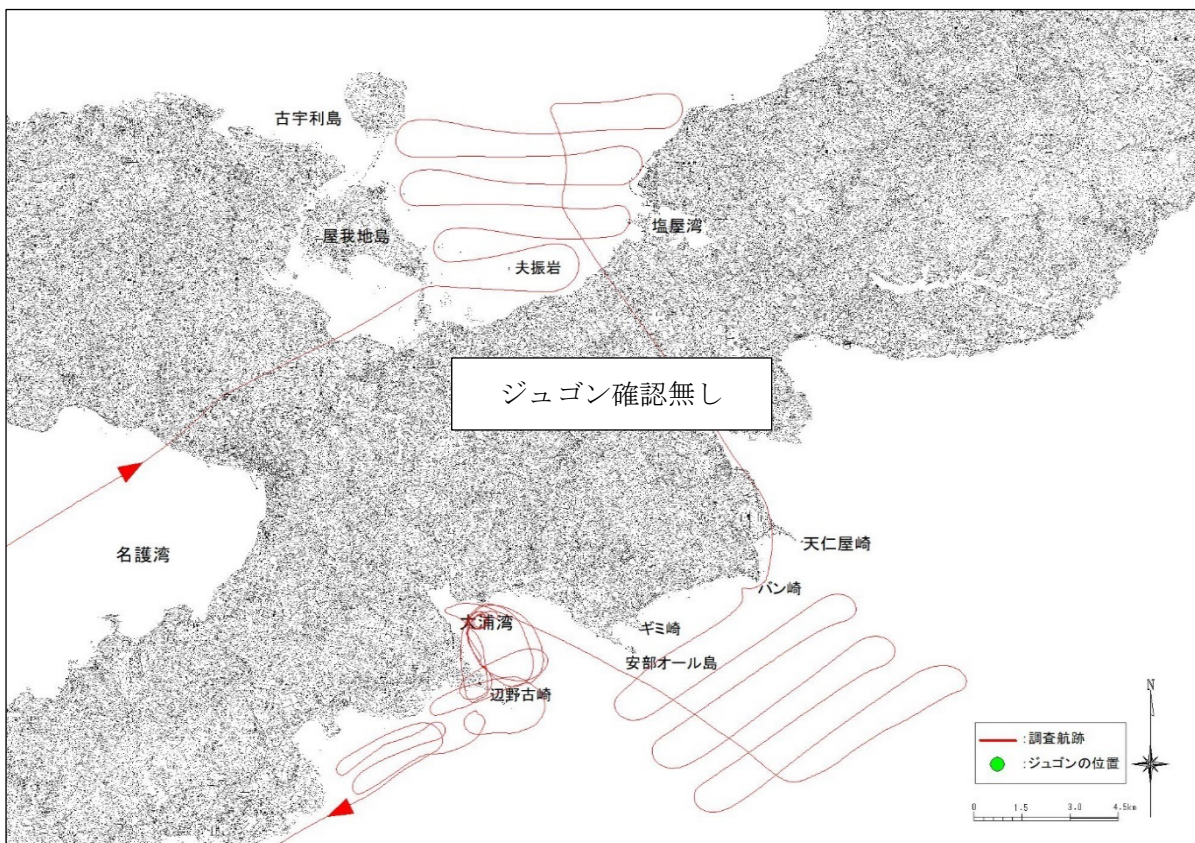 古宇利島
屋我地島
塩屋湾
夫振岩
ジュゴン確認無し
名護湾
天仁屋崎
バン崎
大浦湾
ギミ崎
安部オール島
辺野古崎
N
:調査航跡
:ジュゴンの位置
0 1.5 3.0 4.5km